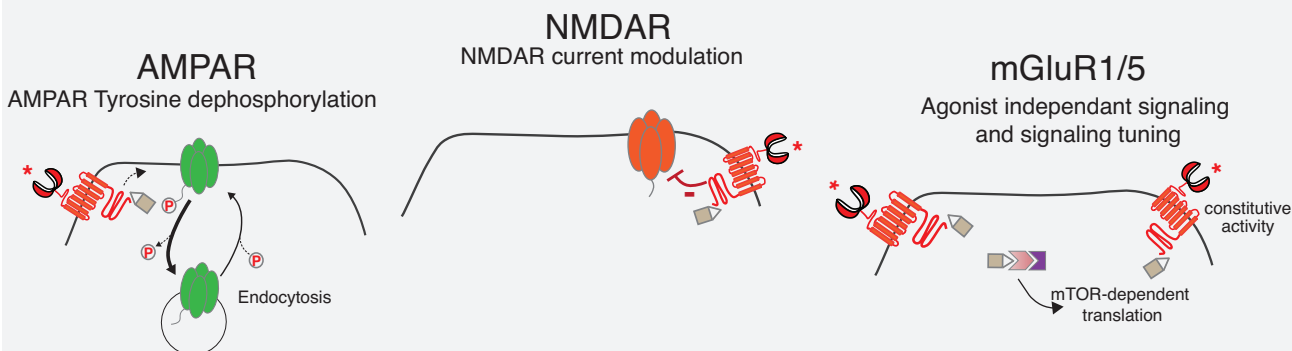 AMPAR
AMPAR Tyrosine dephosphorylation
*
P
P
P
Endocytosis
NMDAR
NMDAR current modulation
*
-
mGluR1/5
Agonist independant signaling
and signaling tuning
*
*
constitutive
activity
mTOR-dependent
translation